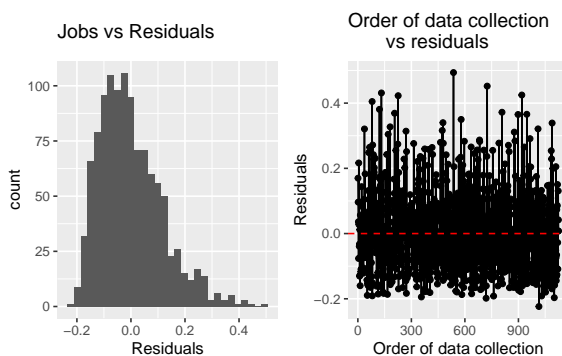 Jobs vs Residuals
100
75
50
25
0
count
−0.2
0.0
0.2
0.4
Residuals
Order of data collection
vs residuals
0.4
0.2
0.0
−0.2
Residuals
0
300
600
900
Order of data collection